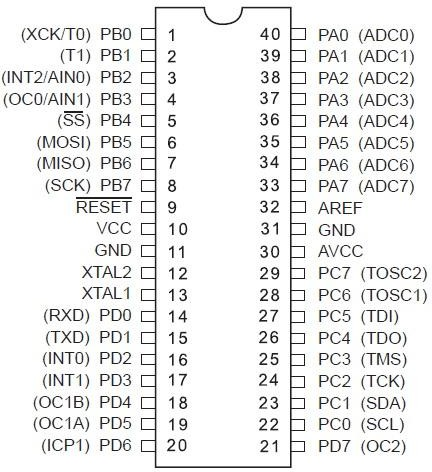 (XCK/T0) PB0 1 40 PA0 (ADC0)
(T1) PB1 2 39 PA1 (ADC1)
(INT2/AIN0) PB2 3 38 PA2 (ADC2)
(OC0/AIN1) PB3 4 37 PA3 (ADC3)
(SS) PB4 5 36 PA4 (ADC4)
(MOSI) PB5 6 35 PA5 (ADC5)
(MISO) PB6 7 34 PA6 (ADC6)
(SCK) PB7 8 33 PA7 (ADC7)
RESET 9 32 AREF
VCC 10 31 GND
GND 11 30 AVCC
XTAL2 12 29 PC7 (TOSC2)
XTAL1 13 28 PC6 (TOSC1)
(RXD) PD0 14 27 PC5 (TDI)
(TXD) PD1 15 26 PC4 (TDO)
(INT0) PD2 16 25 PC3 (TMS)
(INT1) PD3 17 24 PC2 (TCK)
(OC1B) PD4 18 23 PC1 (SDA)
(OC1A) PD5 19 22 PC0 (SCL)
(ICP1) PD6 20 21 PD7 (OC2)